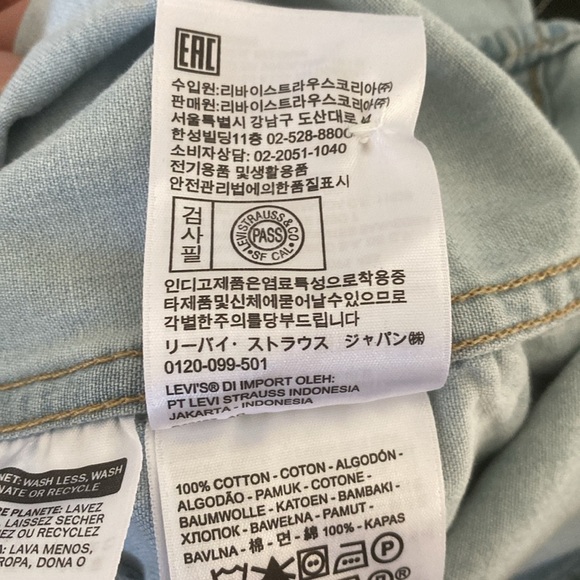 EAC
수입원:리바이스트라우스코리아(주)
판매원:리바이스트라우스코리아(주)
서울특별시 강남구 도산대로
한성빌딩11층 02-528-8800
소비자상담: 02-2051-1040
전기용품 및생활용품
안전관리법에의한품질표시
검사필
LEVI STRAUSS & CO
PASS
SF CAL
인디고제품은염료특성으로착용중
타제품및신체에묻어날수있으므로
각별한주의를당부드립니다
リーバイ・ストラウス ジャパン㈱
0120-099-501
LEVI'S® DI IMPORT OLEH:
PT LEVI STRAUSS INDONESIA
JAKARTA - INDONESIA
NET: WASH LESS, WASH
NATE OR RECYCLE
PLANETE: LAVEZ
LAISSEZ SECHER
OU RECYCLEZ
LAVA MENOS,
ROPA, DONA O
100% COTTON - COTON - ALGODÓN -
ALGODÃO - PAMUK - COTONE -
BAUMWOLLE - KATOEN - BAMBAKI -
ХЛОПОК - BAWEŁNA - PAMUT -
BAVLNA - 棉 - 면 - 綿 100% - KAPAS
P